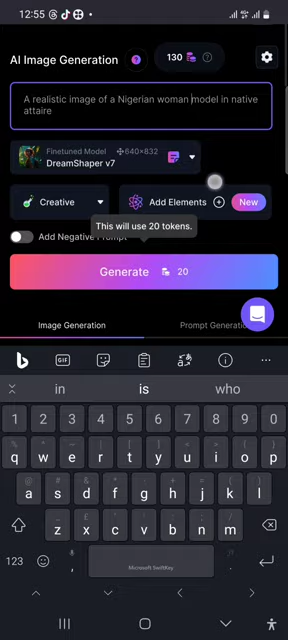 12:55
4G+
AI Image Generation ? 130 ?
A realistic image of a Nigerian woman model in native
attaire
Finetuned Model 640×832
DreamShaper v7
Creative Add Elements New
This will use 20 tokens.
Add Negative Prompt
Generate 20
Image Generation Prompt Generation
GIF
in is who
1 2 3 4 5 6 7 8 9 0
q w e r t y u i o p
a s d f g h j k l
z x c v b n m
123 , Microsoft SwiftKey .